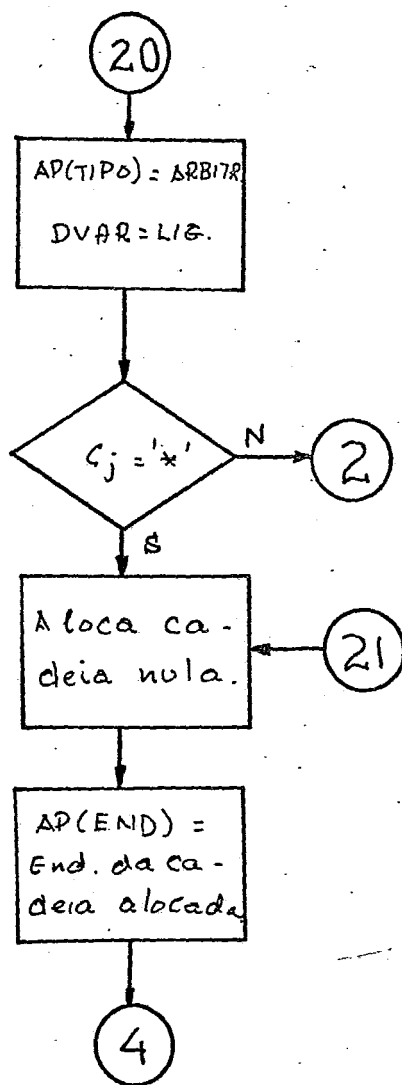 20
AP(TIPO) = ARBITR.
DVAR = LIG.
Cj = '*'
N
2
S
Aloca ca-
deia nula.
21
AP(END) =
End. da ca-
deia alocada
4